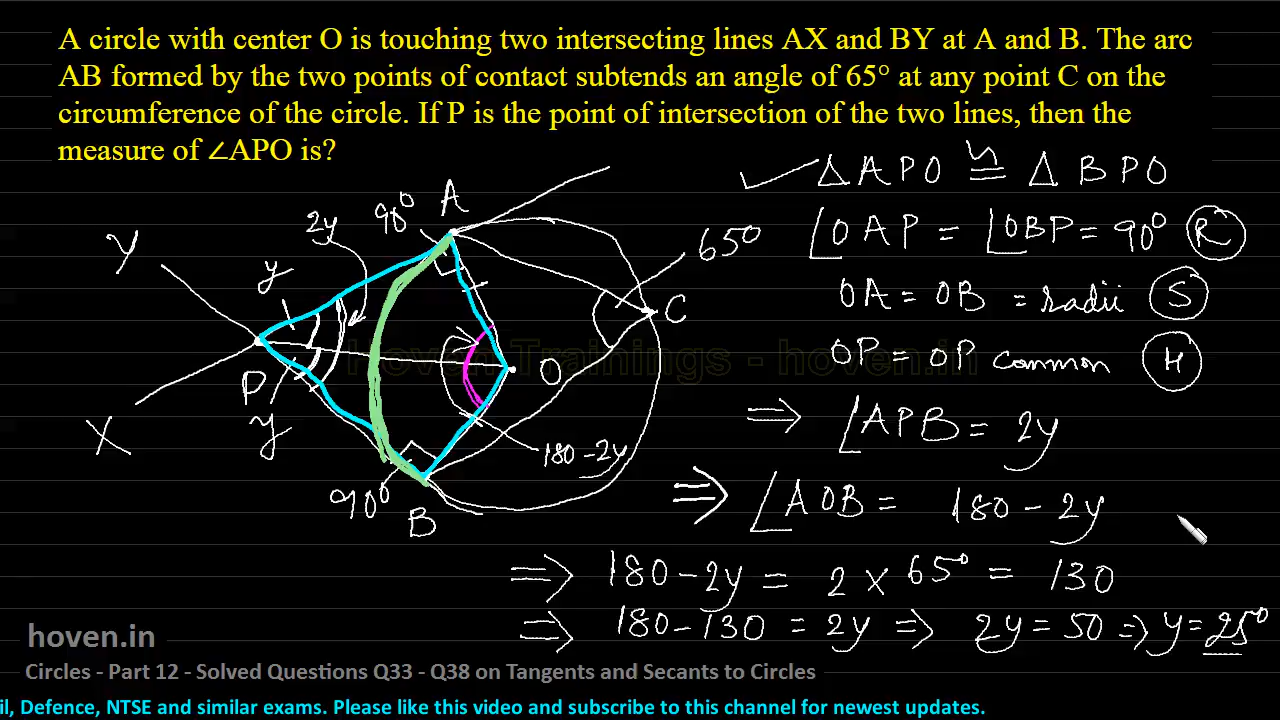 A circle with center O is touching two intersecting lines AX and BY at A and B. The arc
AB formed by the two points of contact subtends an angle of 65° at any point C on the
circumference of the circle. If P is the point of intersection of the two lines, then the
measure of ∠APO is?
△ A P O ≅ △ B P O
∠OAP = ∠OBP = 90° R
OA = OB = radii S
OP = OP common H
⇒ ∠APB = 2y
⇒ ∠AOB = 180 - 2y
⇒ 180 - 2y = 2 × 65° = 130
⇒ 180 - 130 = 2y ⇒ 2y = 50 ⇒ y = 25°
A
90°
2y
65°
Y
y
C
O
P
X
y
180 - 2y
90°
B
Hoven Trainings - hoven.in
hoven.in
Circles - Part 12 - Solved Questions Q33 - Q38 on Tangents and Secants to Circles
il, Defence, NTSE and similar exams. Please like this video and subscribe to this channel for newest updates.